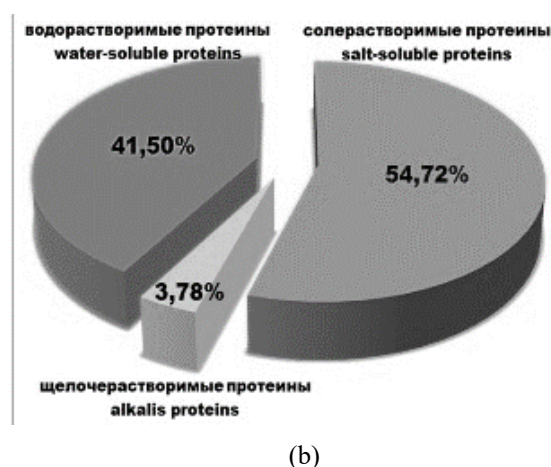 водорастворимые протеины
water-soluble proteins
солерастворимые протеины
salt-soluble proteins
41,50%
54,72%
3,78%
щелочерастворимые протеины
alkalis proteins
(b)